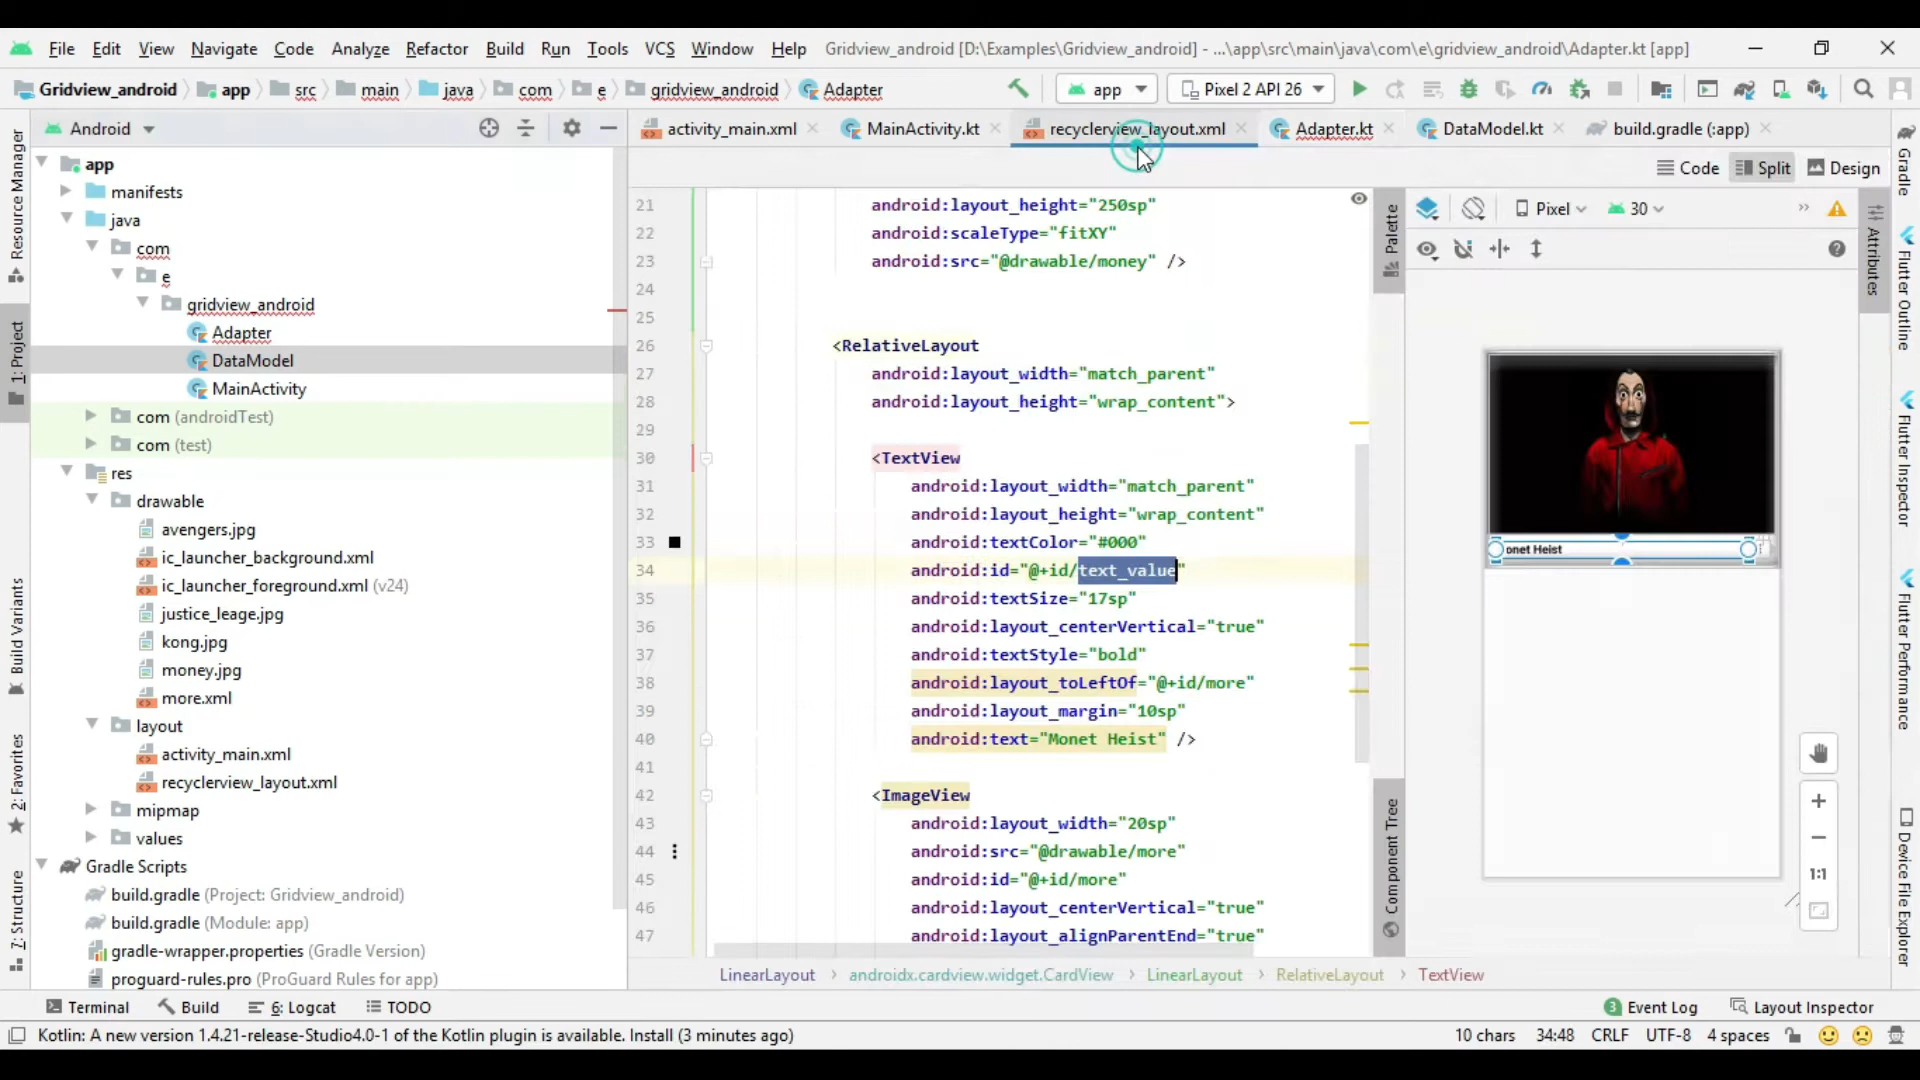 File Edit View Navigate Code Analyze Refactor Build Run Tools VCS Window Help Gridview_android [D:\Examples\Gridview_android] - ...\app\src\main\java\com\e\gridview_android\Adapter.kt [app]
Gridview_android app src main java com e gridview_android Adapter app Pixel 2 API 26
Android activity_main.xml MainActivity.kt recyclerview_layout.xml Adapter.kt DataModel.kt build.gradle (:app)
Code Split Design
Resource Manager
1: Project
Build Variants
2: Favorites
7: Structure
app
manifests
java
com
e
gridview_android
Adapter
DataModel
MainActivity
com (androidTest)
com (test)
res
drawable
avengers.jpg
ic_launcher_background.xml
ic_launcher_foreground.xml (v24)
justice_leage.jpg
kong.jpg
money.jpg
more.xml
layout
activity_main.xml
recyclerview_layout.xml
mipmap
values
Gradle Scripts
build.gradle (Project: Gridview_android)
build.gradle (Module: app)
gradle-wrapper.properties (Gradle Version)
proguard-rules.pro (ProGuard Rules for app)
21 android:layout_height="250sp"
22 android:scaleType="fitXY"
23 android:src="@drawable/money" />
24
25
26 <RelativeLayout
27 android:layout_width="match_parent"
28 android:layout_height="wrap_content">
29
30 <TextView
31 android:layout_width="match_parent"
32 android:layout_height="wrap_content"
33 android:textColor="#000"
34 android:id="@+id/text_value"
35 android:textSize="17sp"
36 android:layout_centerVertical="true"
37 android:textStyle="bold"
38 android:layout_toLeftOf="@+id/more"
39 android:layout_margin="10sp"
40 android:text="Monet Heist" />
41
42 <ImageView
43 android:layout_width="20sp"
44 android:src="@drawable/more"
45 android:id="@+id/more"
46 android:layout_centerVertical="true"
47 android:layout_alignParentEnd="true"
LinearLayout androidx.cardview.widget.CardView LinearLayout RelativeLayout TextView
Palette
Component Tree
Pixel 30
onet Heist
1:1
Attributes
Gradle
Flutter Outline
Flutter Inspector
Flutter Performance
Device File Explorer
Terminal Build 6: Logcat TODO 3 Event Log Layout Inspector
Kotlin: A new version 1.4.21-release-Studio4.0-1 of the Kotlin plugin is available. Install (3 minutes ago) 10 chars 34:48 CRLF UTF-8 4 spaces